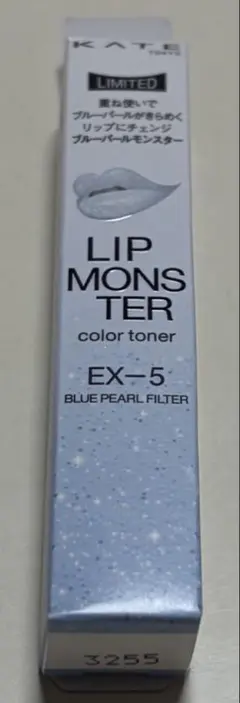 KATE
TOKYO
LIMITED
重ね使いで
ブルーパールがきらめく
リップにチェンジ
ブルーパールモンスター
LIP
MONS
TER
color toner
EX-5
BLUE PEARL FILTER
3255